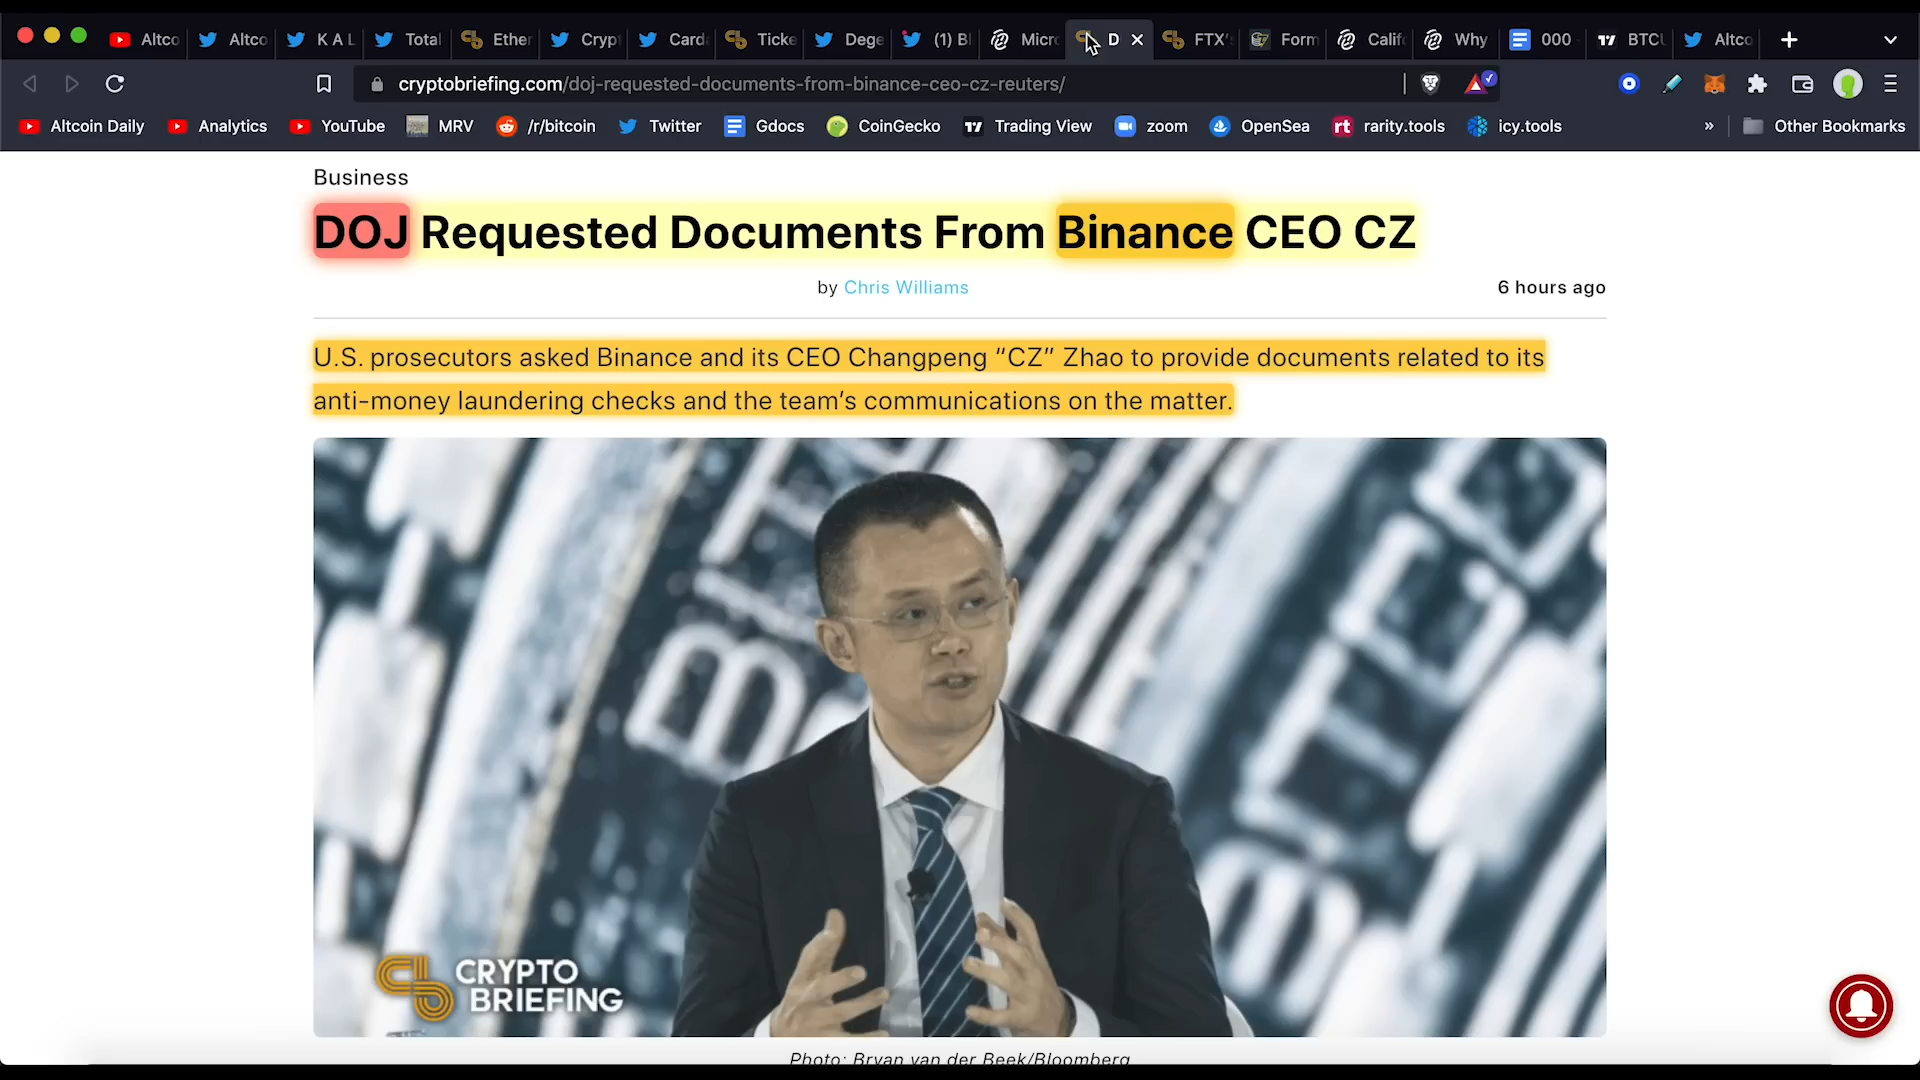 Altco
Altco
K A L
Total
Ether
Crypt
Carda
Ticke
Dege
(1) Bl
Micro
D
FTX'
Form
Calif
Why
000
BTCU
Altco
cryptobriefing.com/doj-requested-documents-from-binance-ceo-cz-reuters/
Altcoin Daily
Analytics
YouTube
MRV
/r/bitcoin
Twitter
Gdocs
CoinGecko
Trading View
zoom
OpenSea
rarity.tools
icy.tools
»
Other Bookmarks
Business
DOJ Requested Documents From Binance CEO CZ
by Chris Williams
6 hours ago
U.S. prosecutors asked Binance and its CEO Changpeng “CZ” Zhao to provide documents related to its
anti-money laundering checks and the team’s communications on the matter.
CRYPTO
BRIEFING
Photo: Bryan van der Beek/Bloomberg